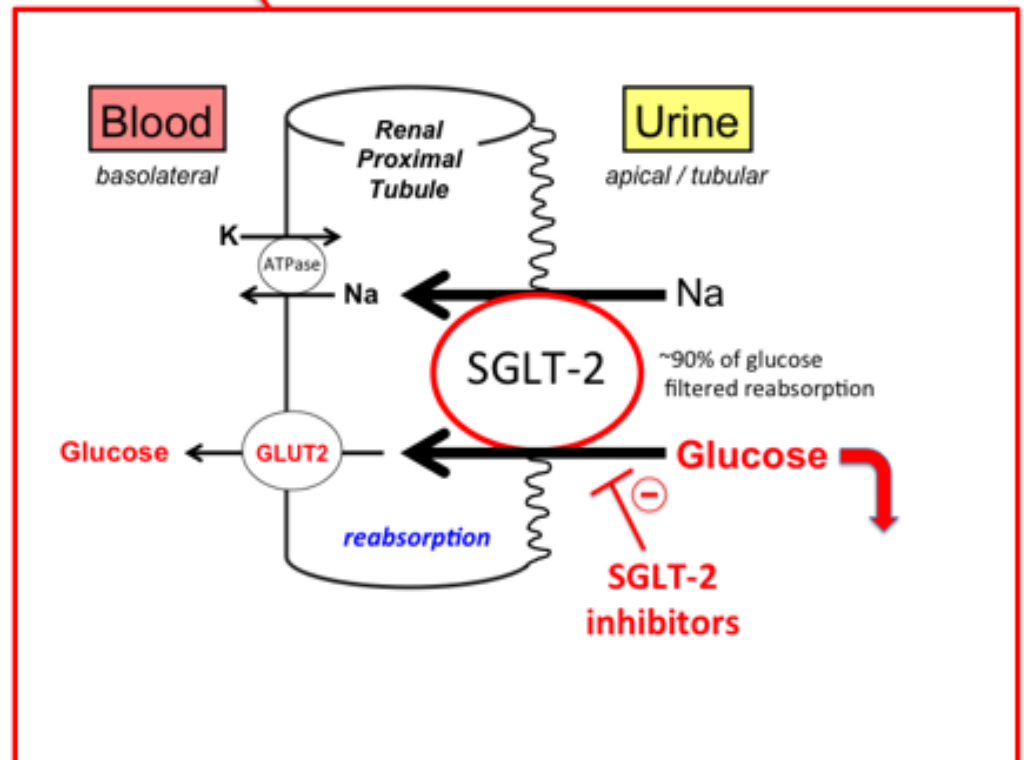 Blood
basolateral
Renal
Proximal
Tubule
Urine
apical / tubular
K
ATPase
Na
Na
SGLT-2
~90% of glucose
filtered reabsorption
Glucose
GLUT2
Glucose
−
reabsorption
SGLT-2
inhibitors